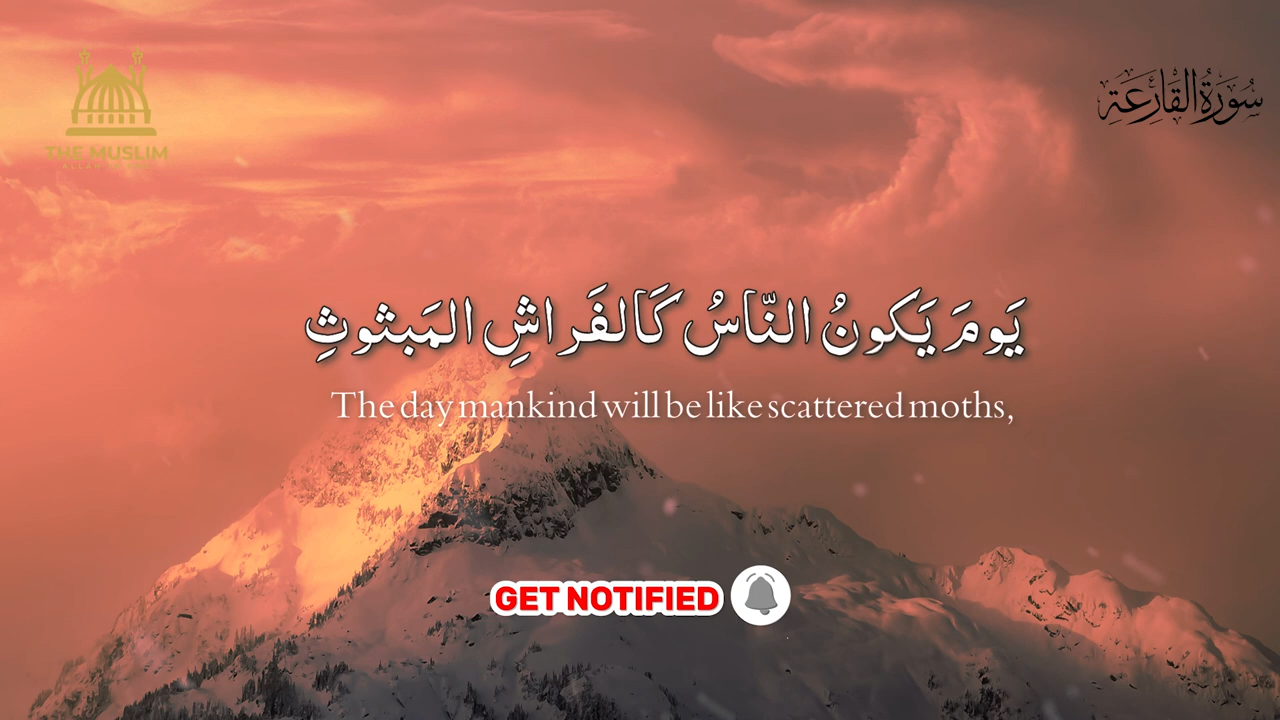 THE MUSLIM
سُورَةُ القَارِعَةِ
يَومَ يَكونُ النّاسُ كَالفَراشِ المَبثوثِ
The day mankind will be like scattered moths,
GET NOTIFIED